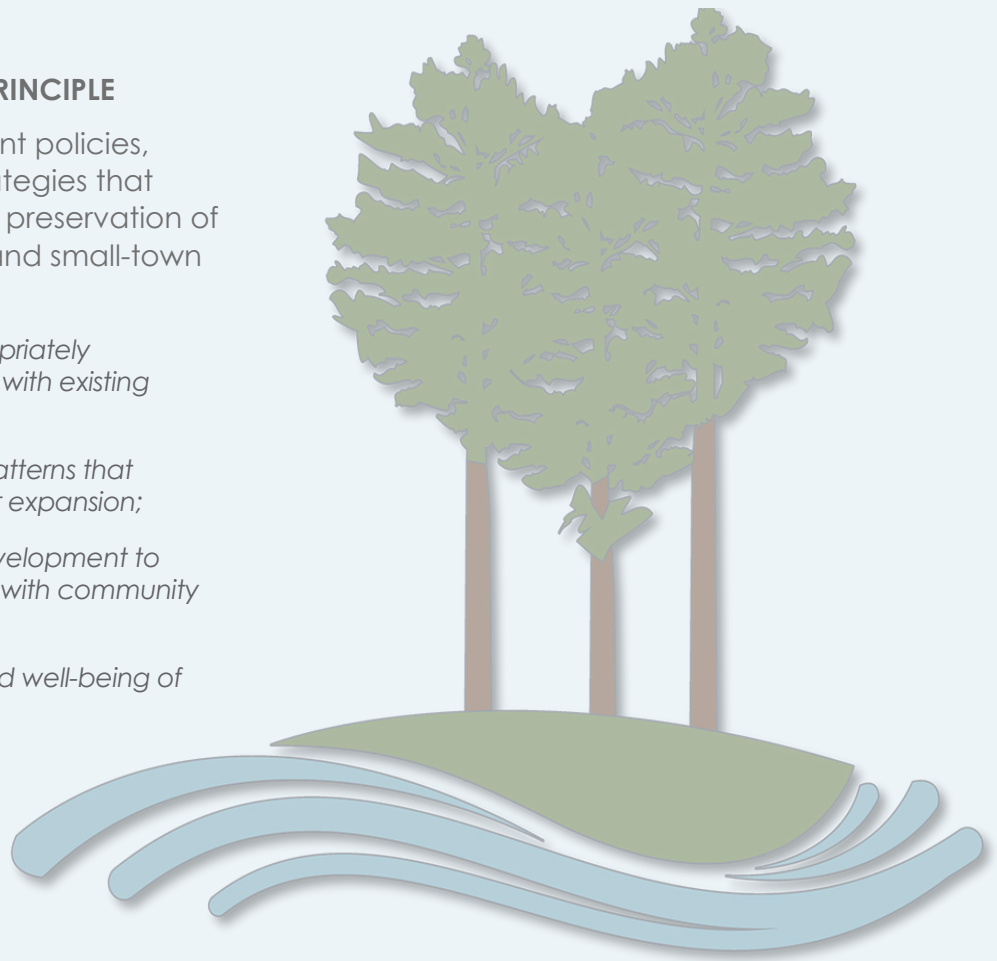 RINCIPLE
nt policies,
ategies that
preservation of
and small-town
priately
with existing
atterns that
r expansion;
velopment to
with community
d well-being of